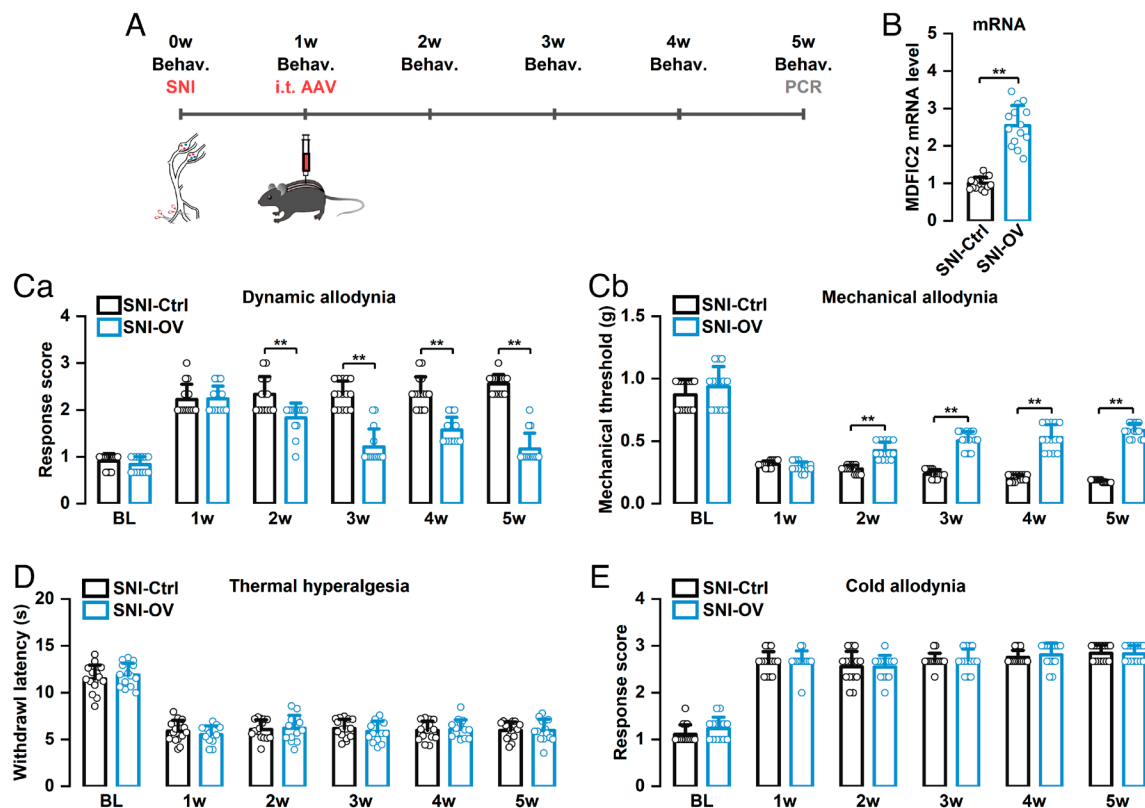 A
0w 1w 2w 3w 4w 5w
Behav. Behav. Behav. Behav. Behav. Behav.
SNI i.t. AAV PCR
B
mRNA
MDFIC2 mRNA level
5
4
3
2
1
0
**
SNI-Ctrl
SNI-OV
Ca
Dynamic allodynia
SNI-Ctrl
SNI-OV
Response score
4
3
2
1
0
** ** ** **
BL 1w 2w 3w 4w 5w
Cb
Mechanical allodynia
SNI-Ctrl
SNI-OV
Mechanical threshold (g)
1.5
1.0
0.5
0.0
** ** ** **
BL 1w 2w 3w 4w 5w
D
Thermal hyperalgesia
SNI-Ctrl
SNI-OV
Withdrawl latency (s)
20
15
10
5
0
BL 1w 2w 3w 4w 5w
E
Cold allodynia
SNI-Ctrl
SNI-OV
Response score
4
3
2
1
0
BL 1w 2w 3w 4w 5w